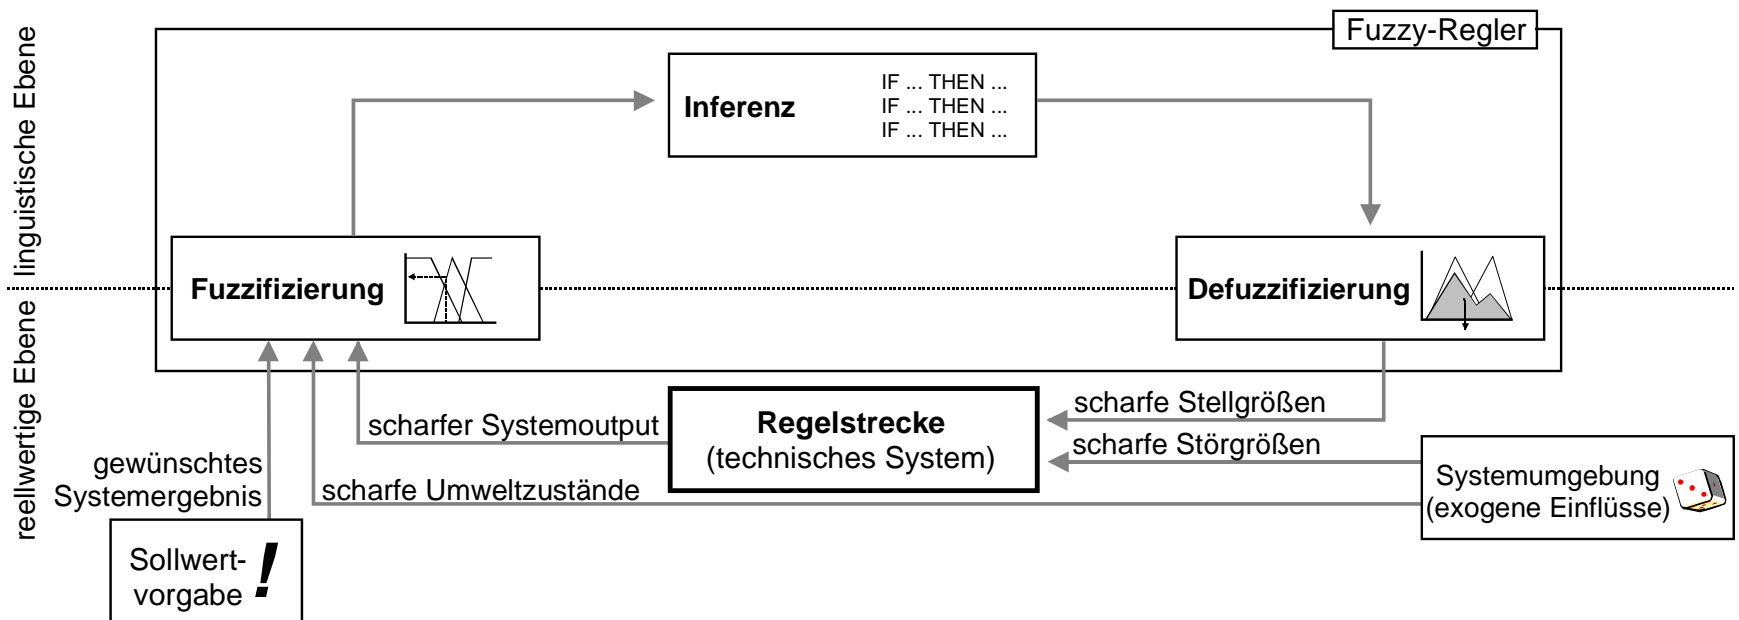 linguistische Ebene
reellwertige Ebene
Fuzzy-Regler
Inferenz
IF ... THEN ...
IF ... THEN ...
IF ... THEN ...
Fuzzifizierung
Defuzzifizierung
scharfer Systemoutput
Regelstrecke
(technisches System)
scharfe Stellgrößen
scharfe Störgrößen
gewünschtes
Systemergebnis
scharfe Umweltzustände
Systemumgebung
(exogene Einflüsse)
Sollwert-
vorgabe
!